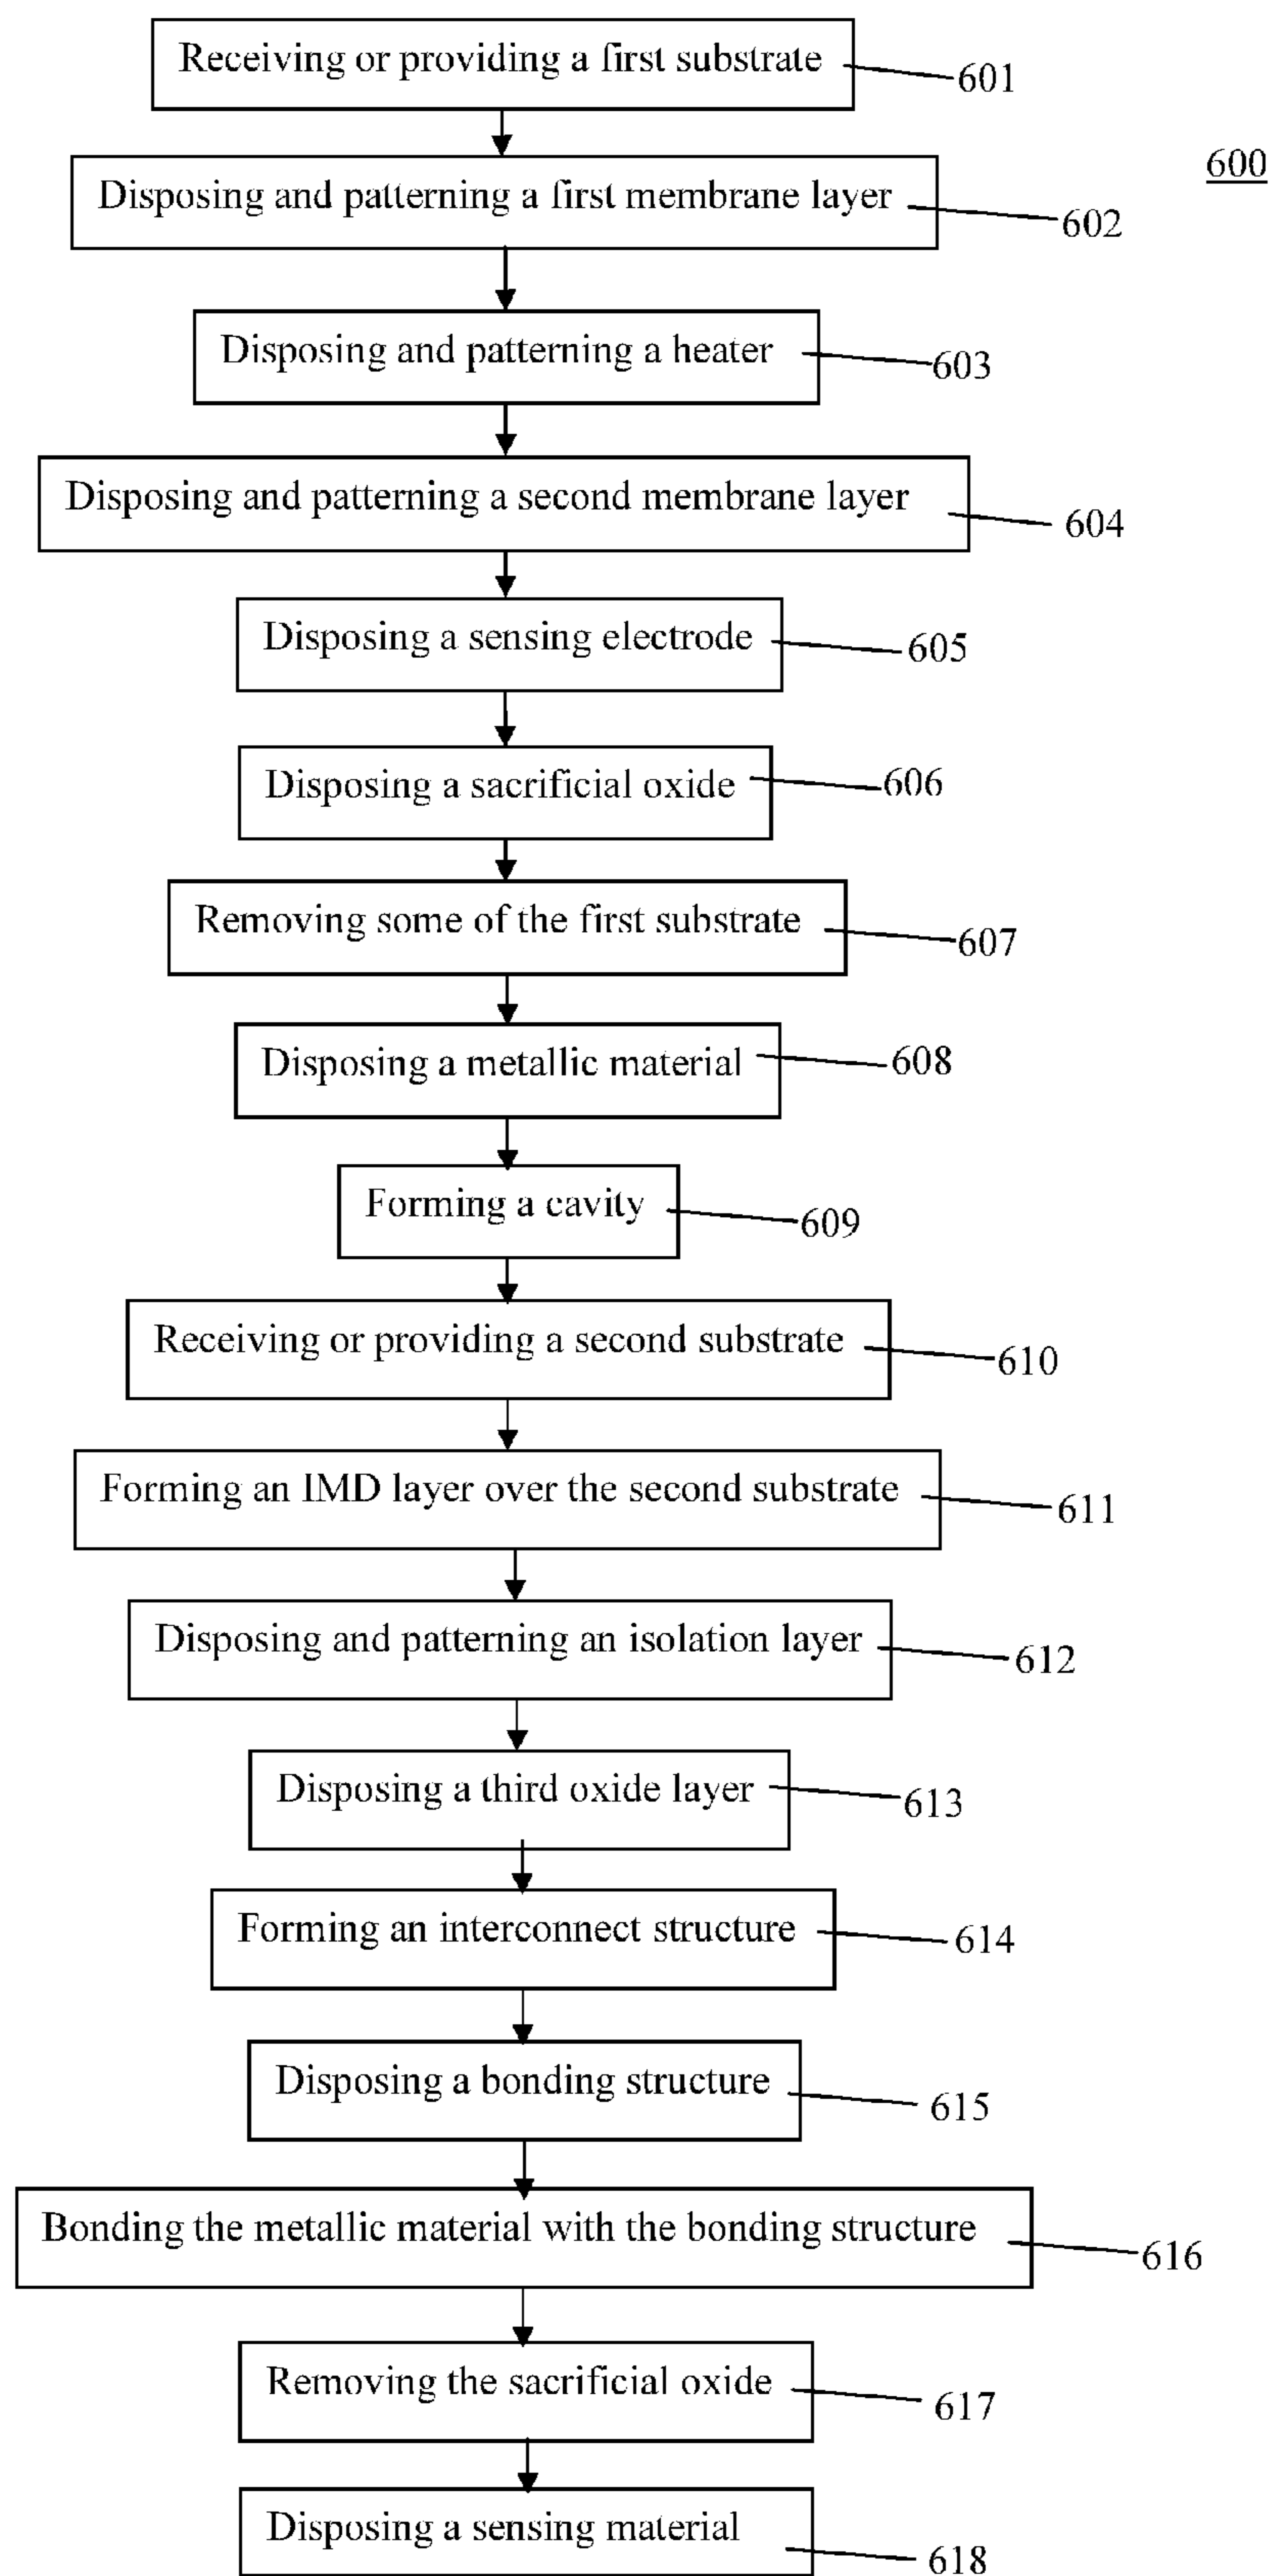 Receiving or providing a first substrate
601
600
Disposing and patterning a first membrane layer
602
Disposing and patterning a heater
603
Disposing and patterning a second membrane layer
604
Disposing a sensing electrode
605
Disposing a sacrificial oxide
606
Removing some of the first substrate
607
Disposing a metallic material
608
Forming a cavity
609
Receiving or providing a second substrate
610
Forming an IMD layer over the second substrate
611
Disposing and patterning an isolation layer
612
Disposing a third oxide layer
613
Forming an interconnect structure
614
Disposing a bonding structure
615
Bonding the metallic material with the bonding structure
616
Removing the sacrificial oxide
617
Disposing a sensing material
618